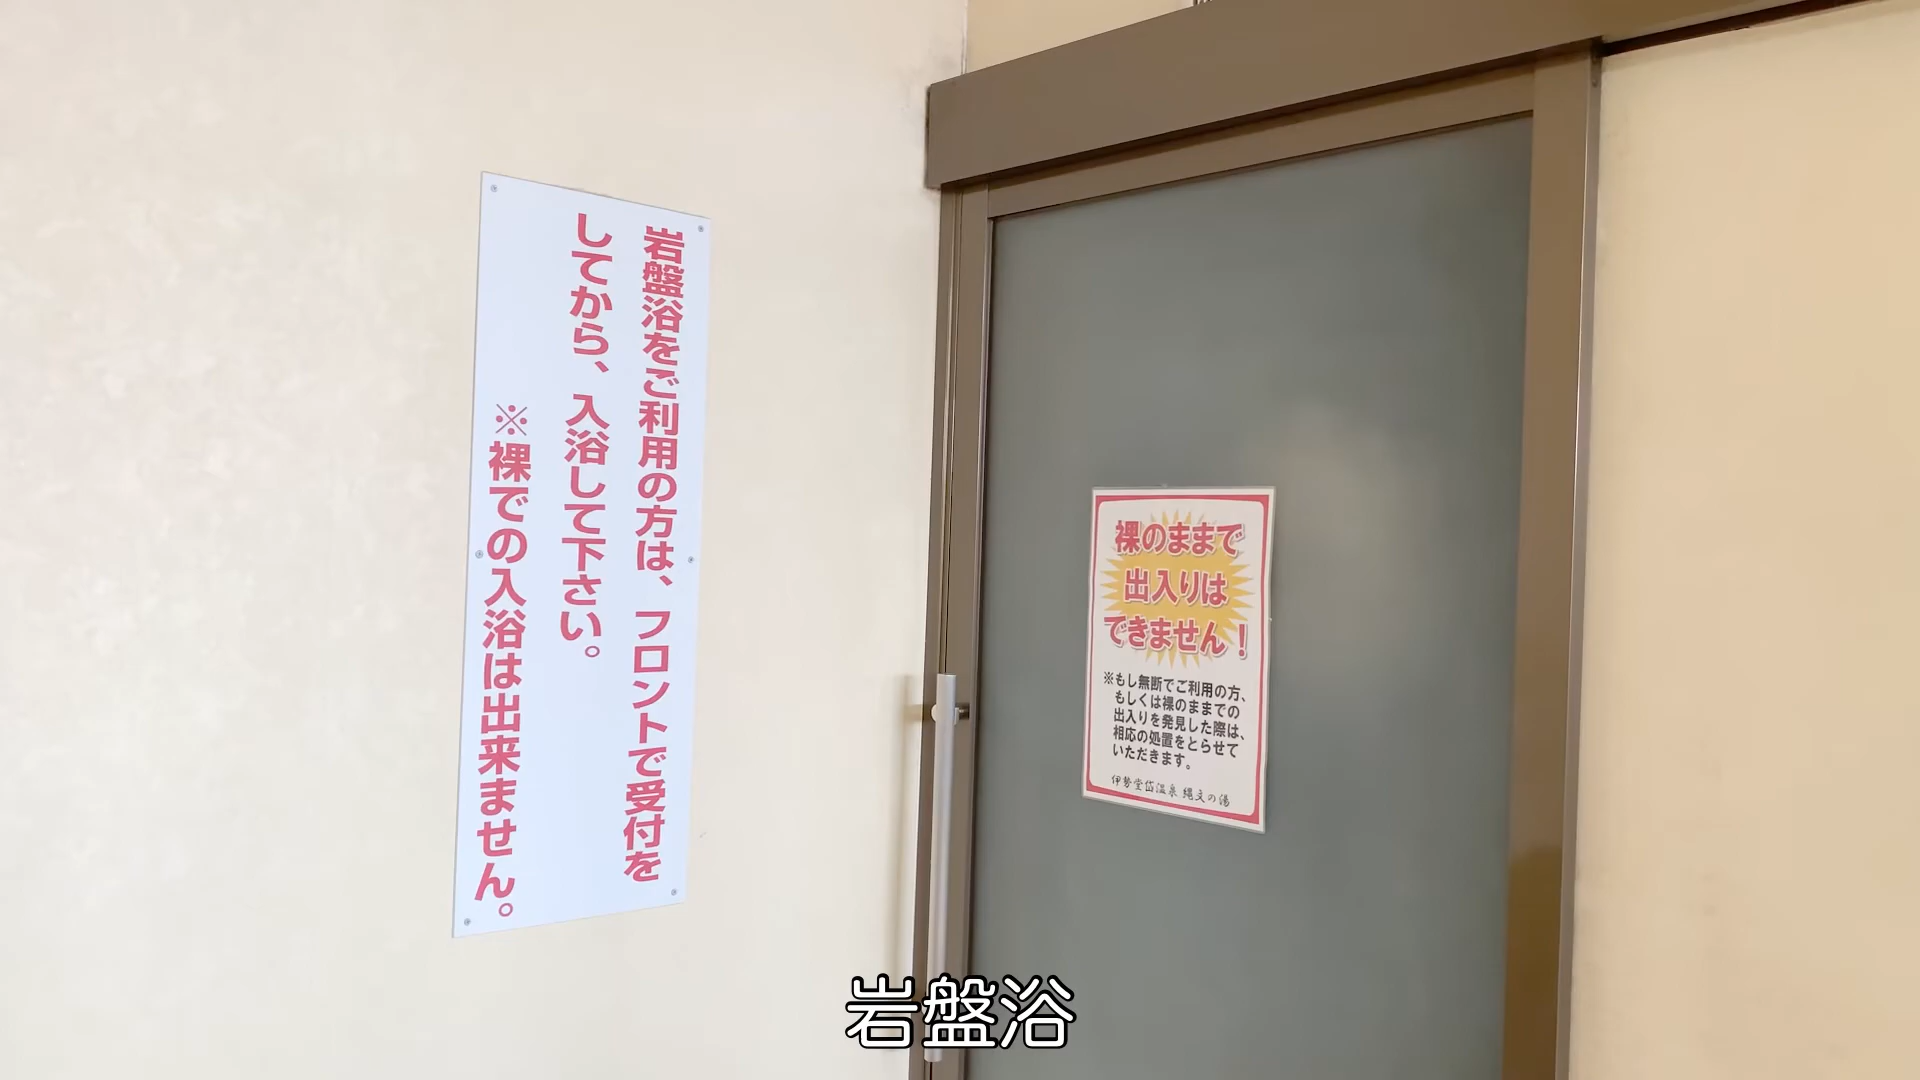 岩盤浴をご利用の方は、フロントで受付を
してから、入浴して下さい。
※裸での入浴は出来ません。
裸のままで
出入りは
できません！
※もし無断でご利用の方、
もしくは裸のままでの
出入りを発見した際は、
相応の処置をとらせて
いただきます。
伊勢堂岱温泉 縄文の湯
岩盤浴